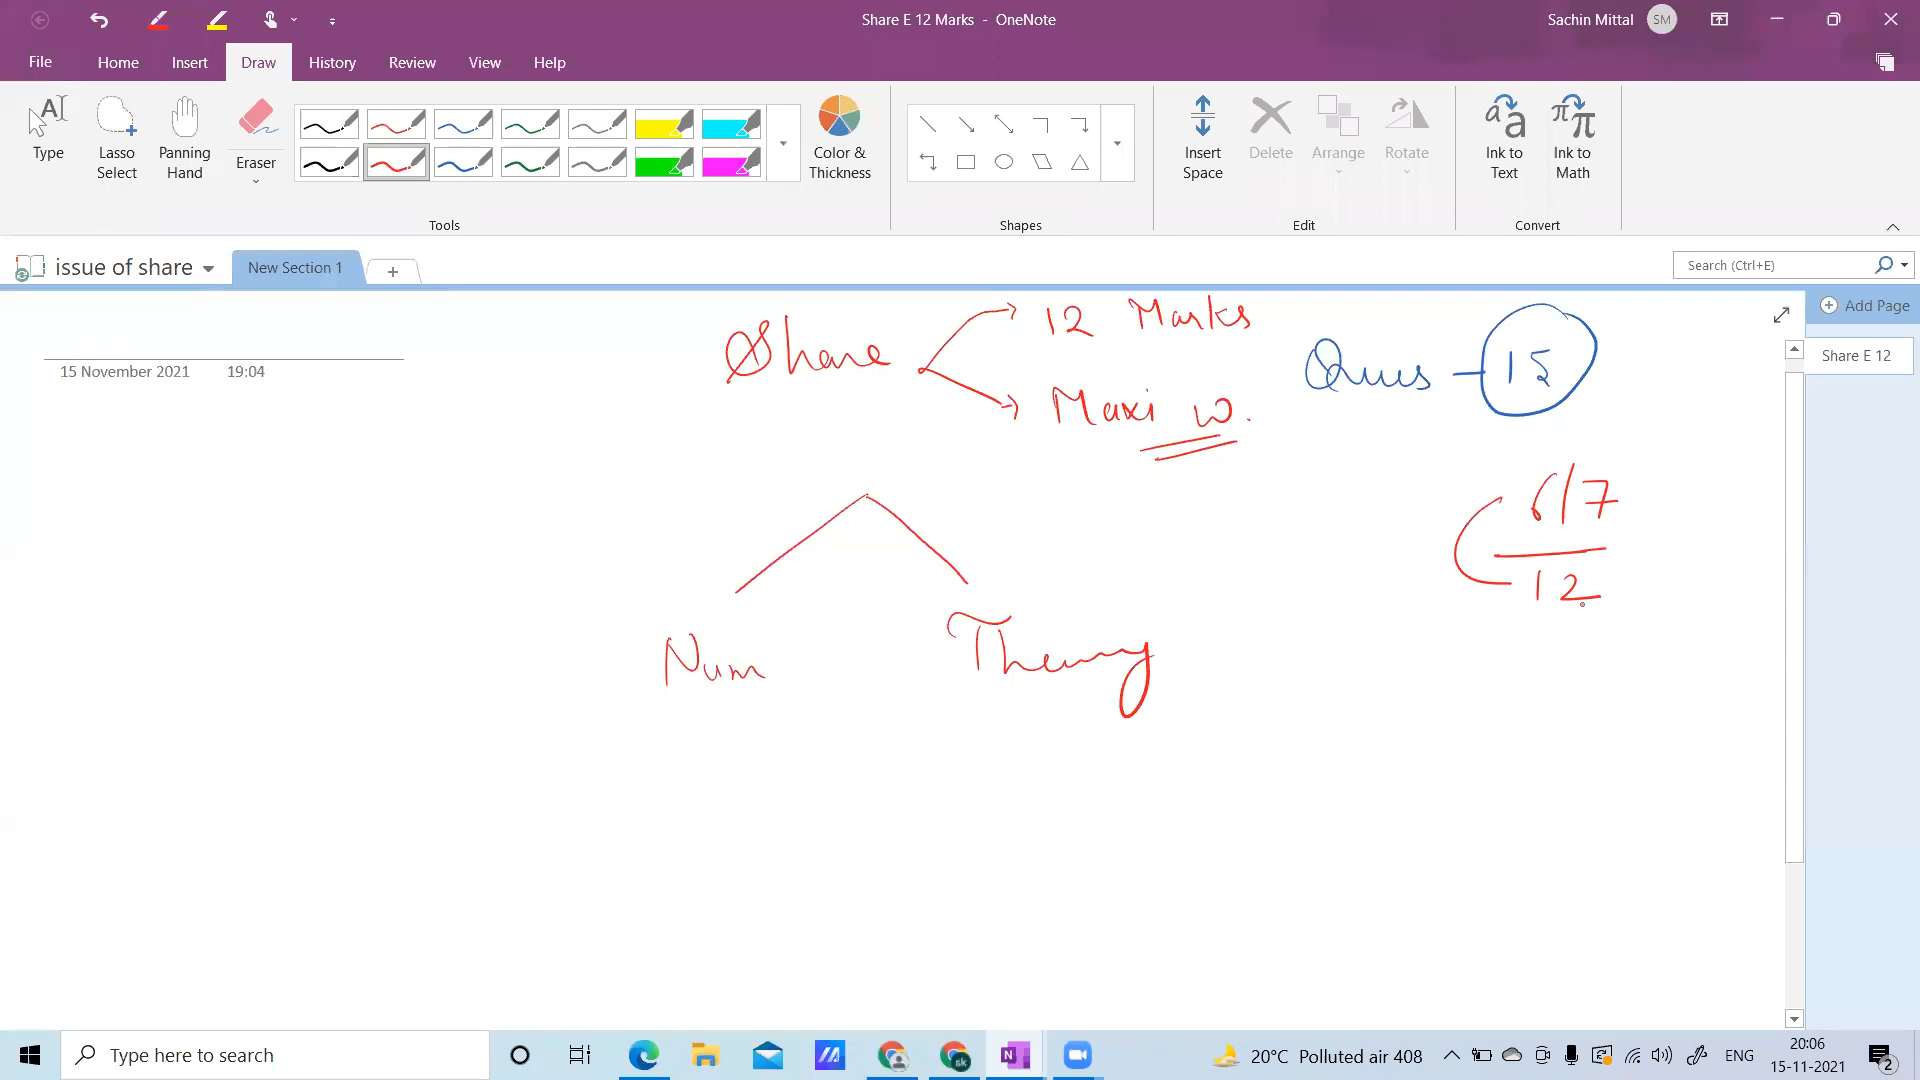 Share E 12 Marks - OneNote
Sachin Mittal
SM
File
Home
Insert
Draw
History
Review
View
Help
Type
Lasso Select
Panning Hand
Eraser
Color & Thickness
Insert Space
Delete
Arrange
Rotate
Ink to Text
Ink to Math
Tools
Shapes
Edit
Convert
issue of share
New Section 1
Search (Ctrl+E)
Add Page
Share E 12
15 November 2021
19:04
Share
12 Marks
Maxi w.
Ques - 15
6/7
12
Num
Theory
Type here to search
20°C Polluted air 408
ENG
20:06
15-11-2021
2